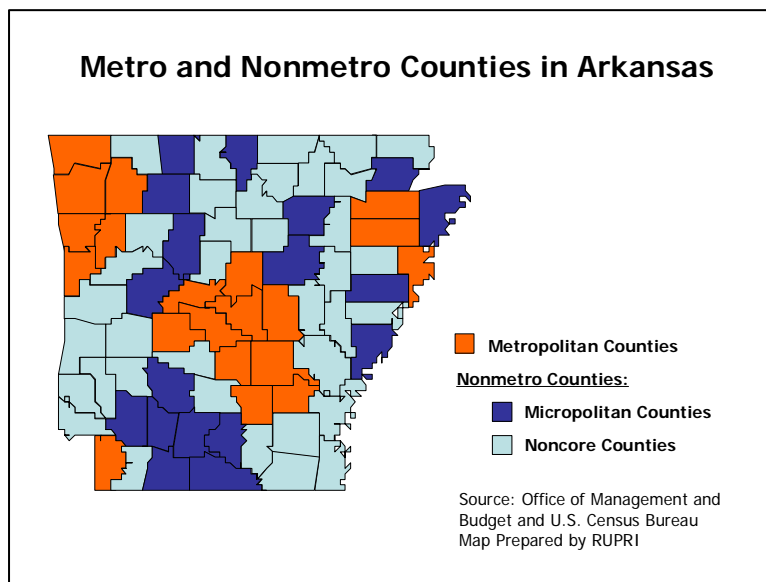 Metro and Nonmetro Counties in Arkansas
Metropolitan Counties
Nonmetro Counties:
Micropolitan Counties
Noncore Counties
Source: Office of Management and
Budget and U.S. Census Bureau
Map Prepared by RUPRI